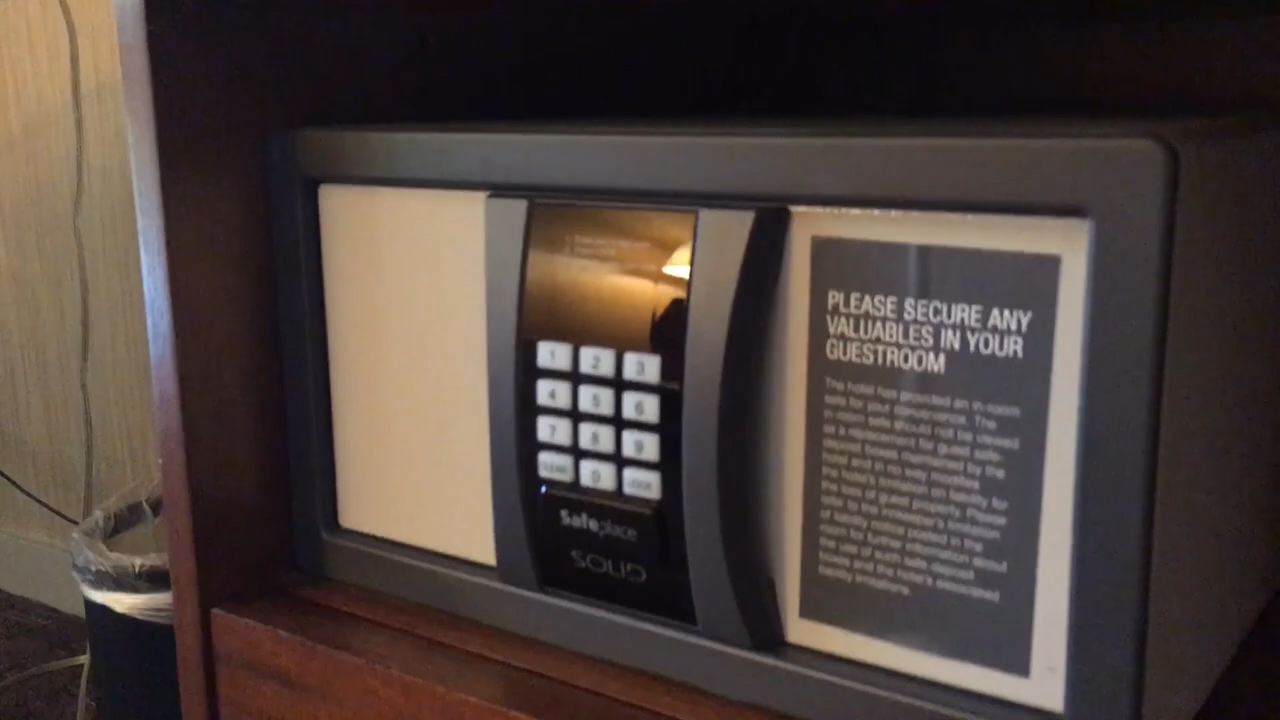 1 2 3
4 5 6
7 8 9
CLEAR 0 LOCK
Safeplace
SOLID
PLEASE SECURE ANY
VALUABLES IN YOUR
GUESTROOM
The hotel has provided an in-room
safe for your convenience. The
in-room safe should not be viewed
as a replacement for guest safe-
deposit boxes maintained by the
hotel and in no way modifies
the hotel's limitation on liability for
the loss of guest property. Please
refer to the innkeeper's limitation
of liability notice posted in the
room for further information about
the use of such safe deposit
boxes and the hotel's associated
liability limitations.